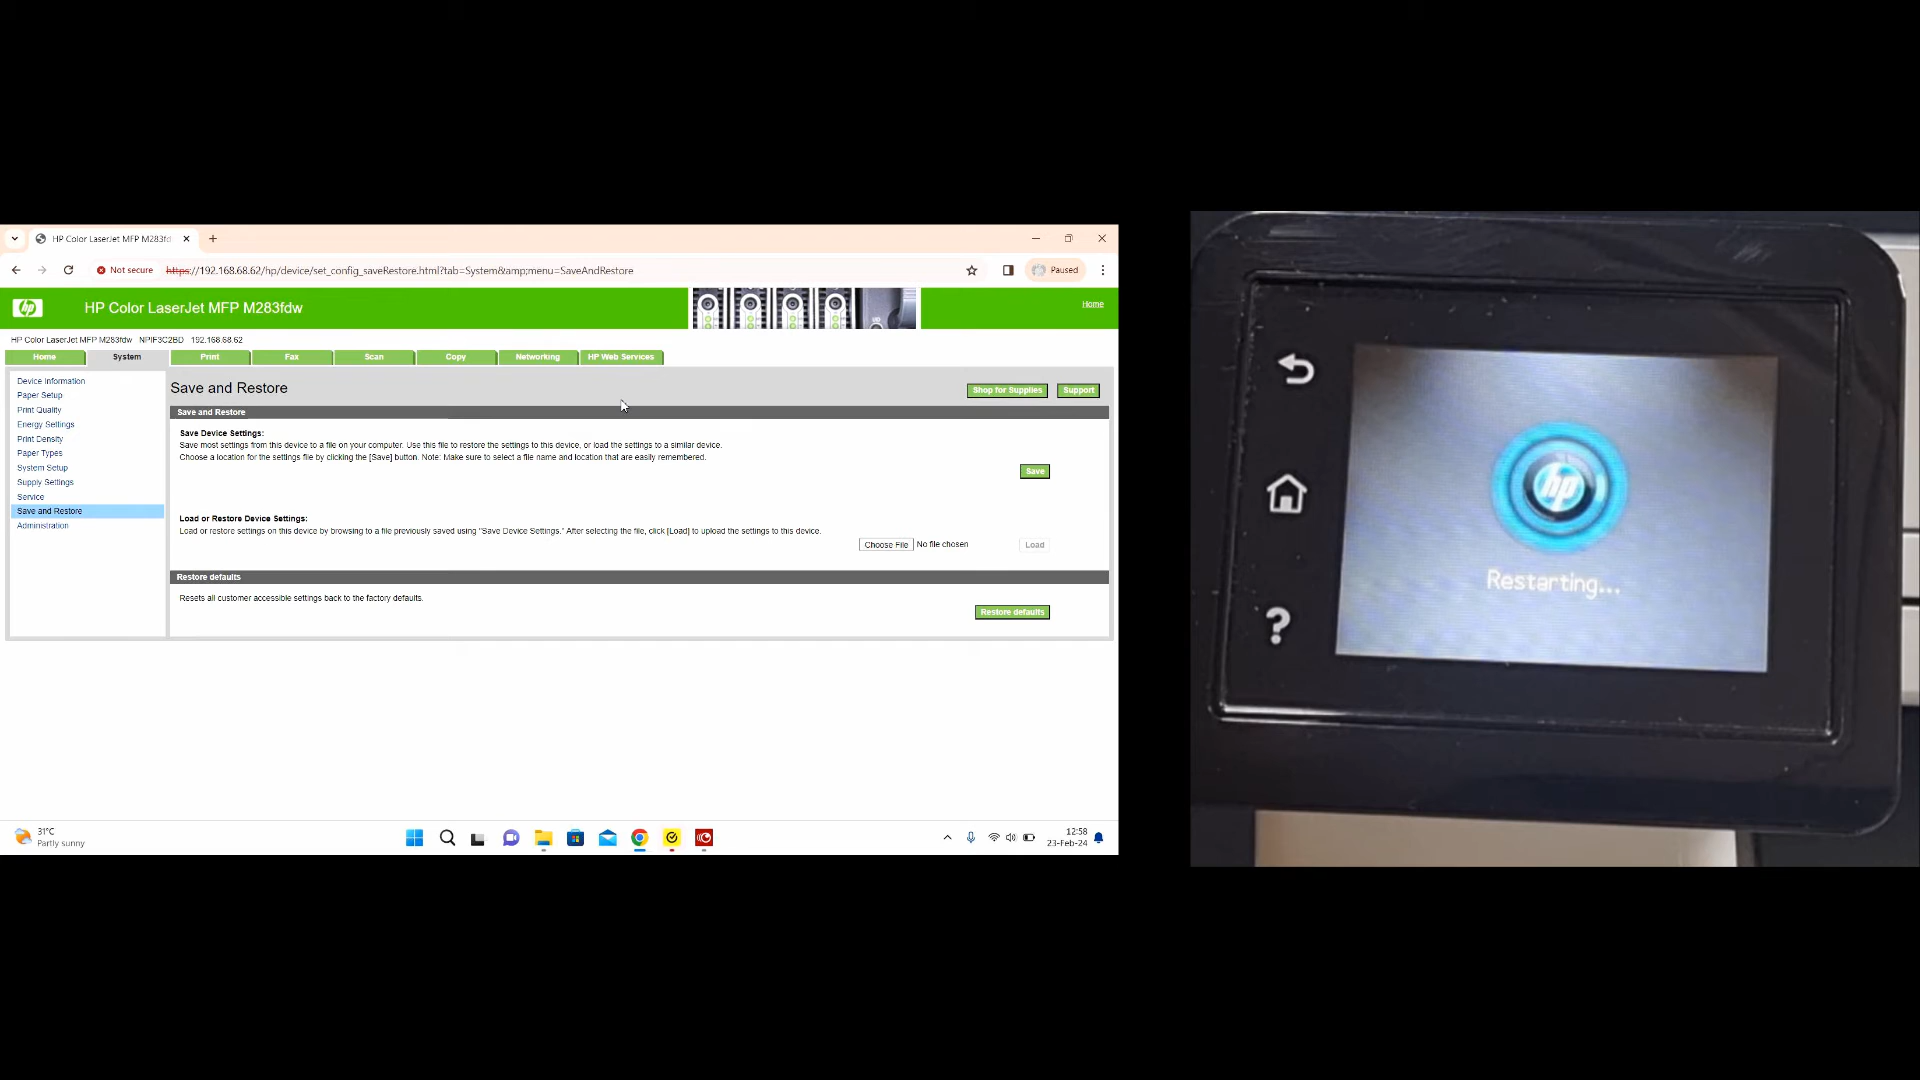 HP Color LaserJet MFP M283fd
Not secure https://192.168.68.62/hp/device/set_config_saveRestore.html?tab=System&amp;menu=SaveAndRestore Paused
hp HP Color LaserJet MFP M283fdw Home
HP Color LaserJet MFP M283fdw NPIF3C2BD 192.168.68.62
Home System Print Fax Scan Copy Networking HP Web Services
Device Information
Paper Setup
Print Quality
Energy Settings
Print Density
Paper Types
System Setup
Supply Settings
Service
Save and Restore
Administration
Save and Restore Shop for Supplies Support
Save and Restore
Save Device Settings:
Save most settings from this device to a file on your computer. Use this file to restore the settings to this device, or load the settings to a similar device.
Choose a location for the settings file by clicking the [Save] button. Note: Make sure to select a file name and location that are easily remembered.
Save
Load or Restore Device Settings:
Load or restore settings on this device by browsing to a file previously saved using "Save Device Settings." After selecting the file, click [Load] to upload the settings to this device.
Choose File No file chosen Load
Restore defaults
Resets all customer accessible settings back to the factory defaults.
Restore defaults
31°C
Partly sunny
12:58
23-Feb-24
hp
Restarting...
?